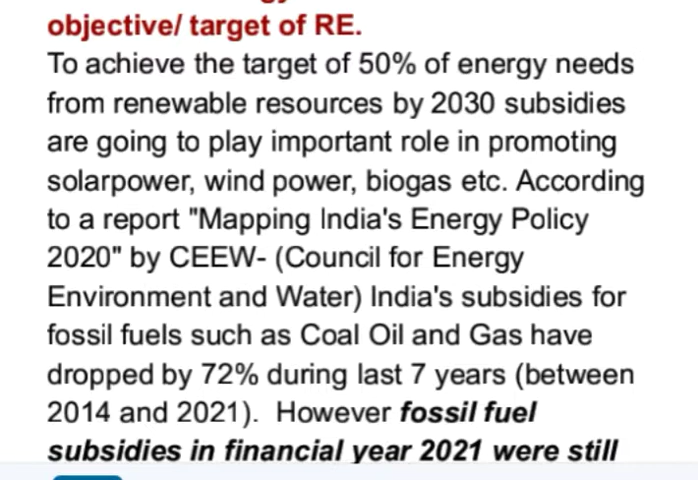 objective/ target of RE.
To achieve the target of 50% of energy needs
from renewable resources by 2030 subsidies
are going to play important role in promoting
solarpower, wind power, biogas etc. According
to a report "Mapping India's Energy Policy
2020" by CEEW- (Council for Energy
Environment and Water) India's subsidies for
fossil fuels such as Coal Oil and Gas have
dropped by 72% during last 7 years (between
2014 and 2021).  However fossil fuel
subsidies in financial year 2021 were still